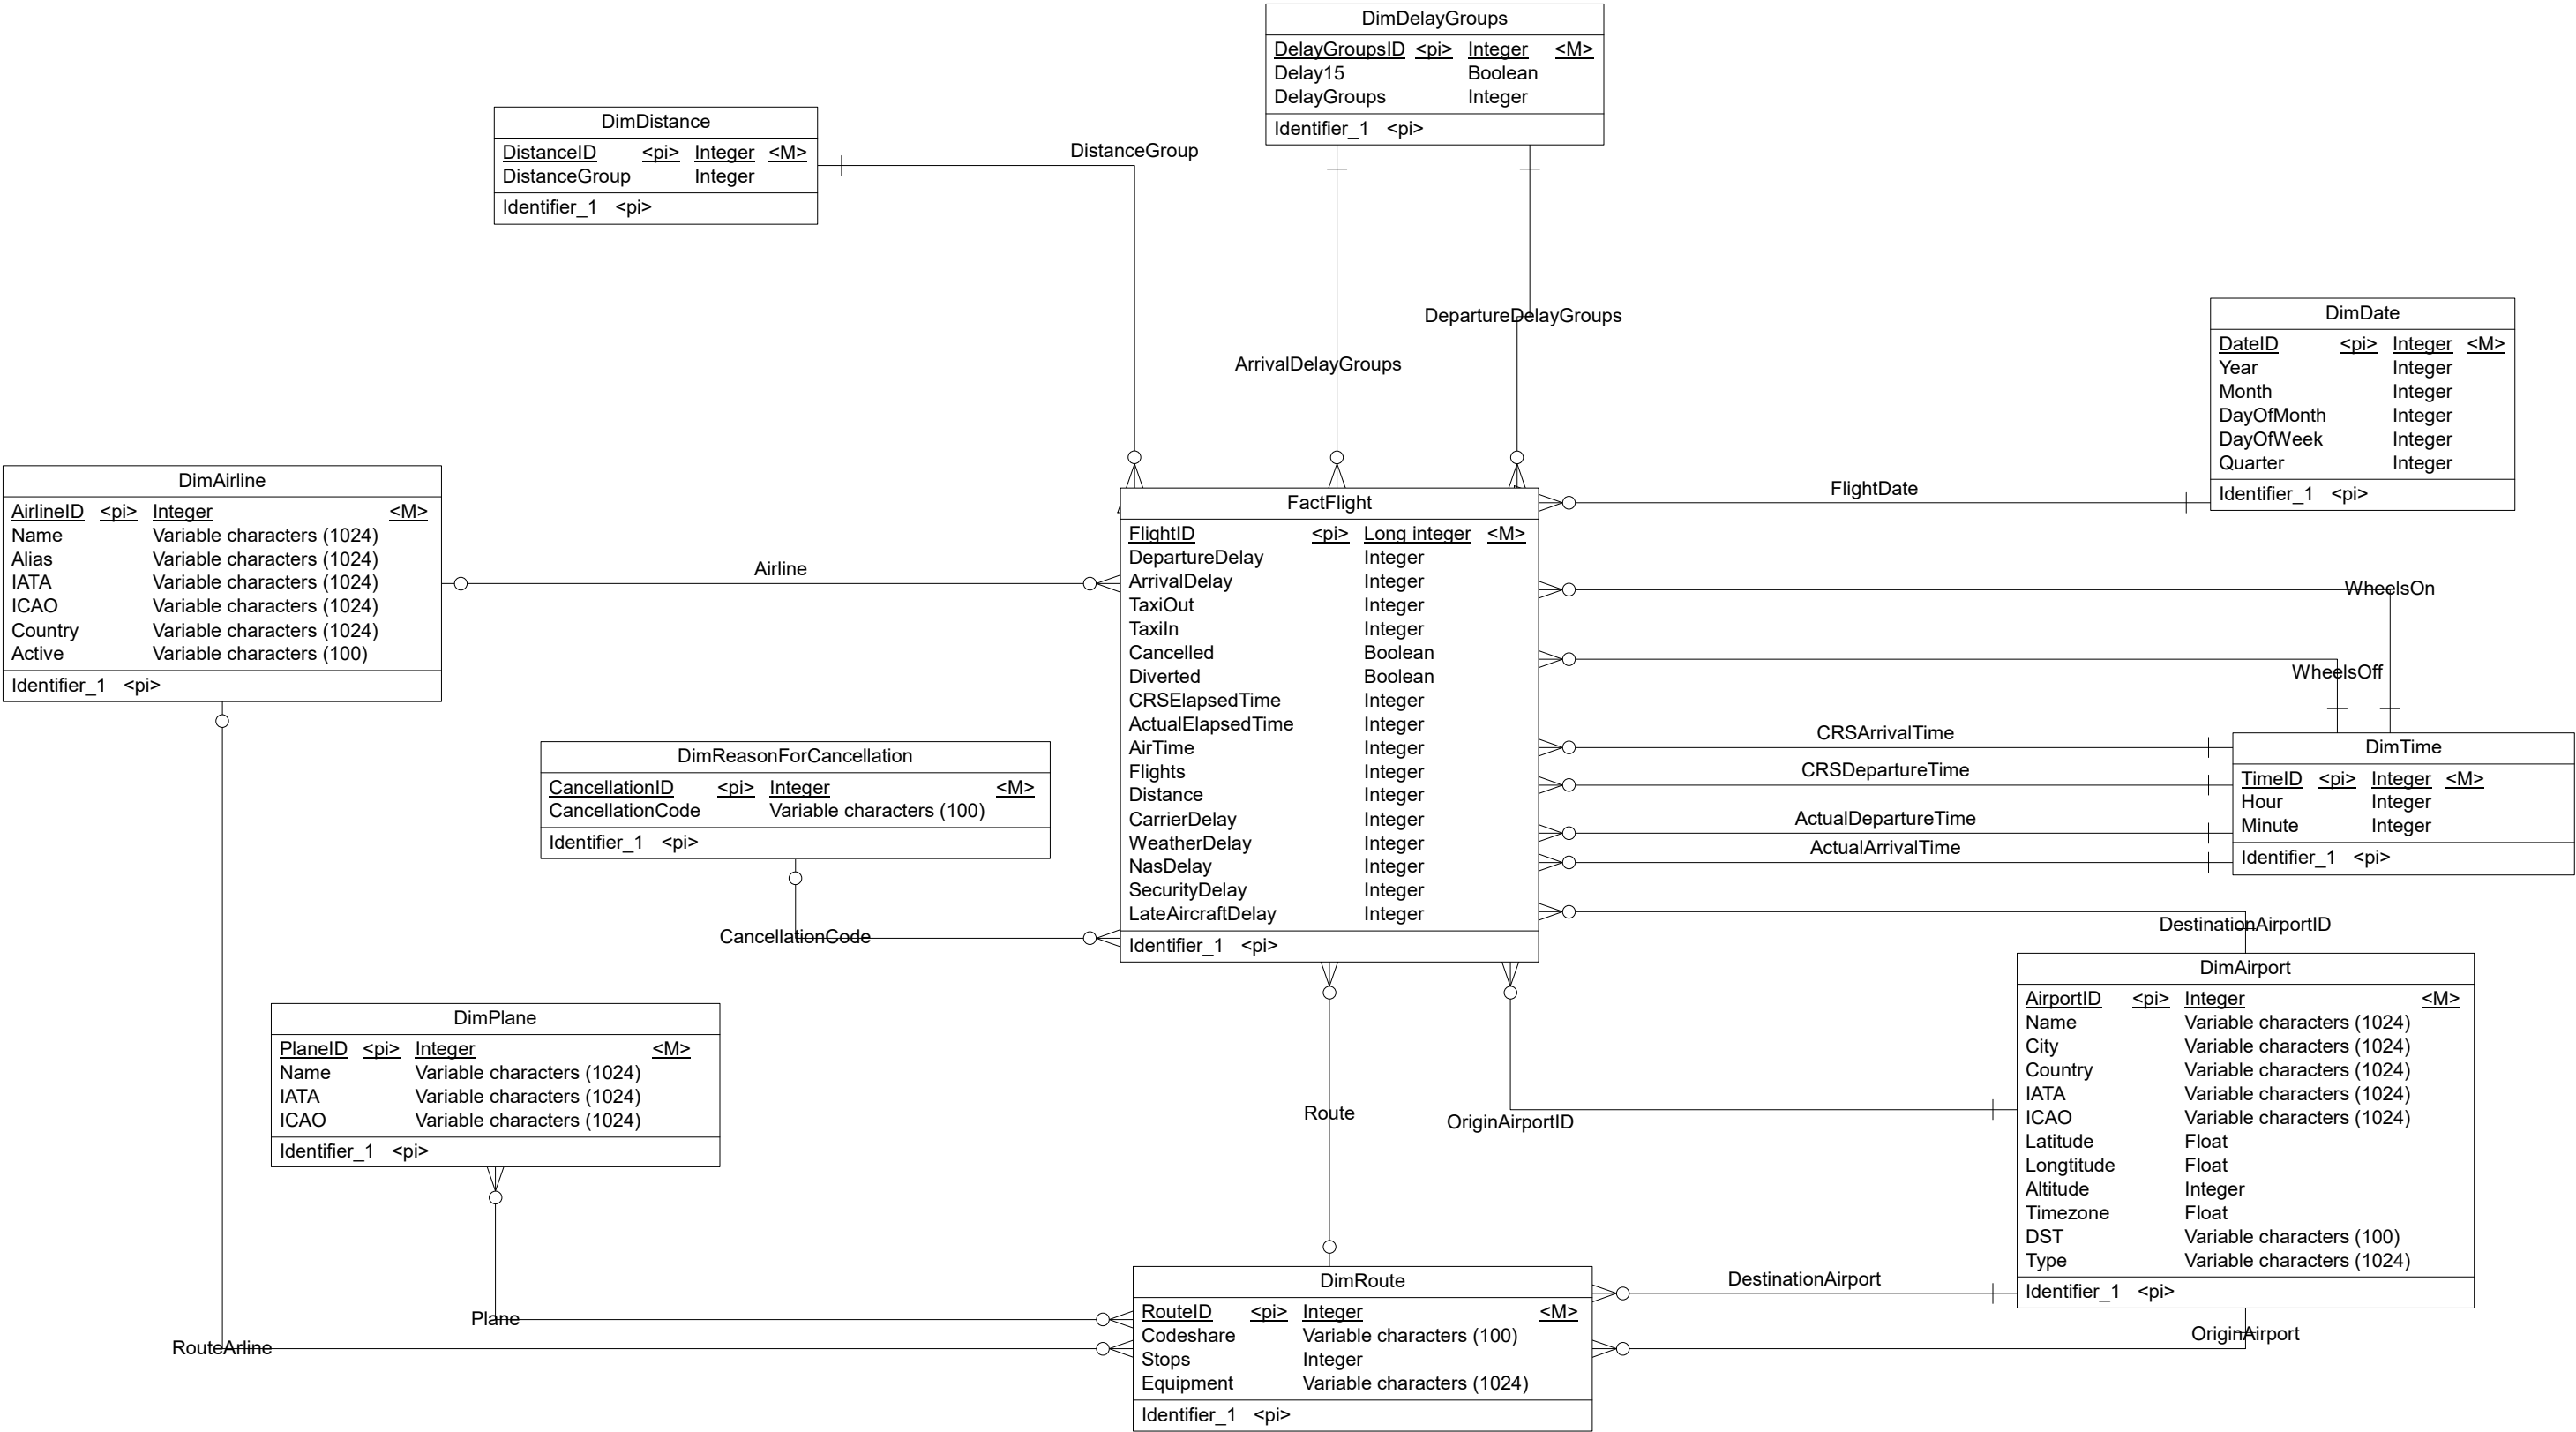 DimDelayGroups
DelayGroupsID <pi> Integer <M>
Delay15 Boolean
DelayGroups Integer
Identifier_1 <pi>
DimDistance
DistanceID <pi> Integer <M>
DistanceGroup Integer
Identifier_1 <pi>
DistanceGroup
DepartureDelayGroups
ArrivalDelayGroups
DimDate
DateID <pi> Integer <M>
Year Integer
Month Integer
DayOfMonth Integer
DayOfWeek Integer
Quarter Integer
Identifier_1 <pi>
FlightDate
DimAirline
AirlineID <pi> Integer <M>
Name Variable characters (1024)
Alias Variable characters (1024)
IATA Variable characters (1024)
ICAO Variable characters (1024)
Country Variable characters (1024)
Active Variable characters (100)
Identifier_1 <pi>
Airline
FactFlight
FlightID <pi> Long integer <M>
DepartureDelay Integer
ArrivalDelay Integer
TaxiOut Integer
TaxiIn Integer
Cancelled Boolean
Diverted Boolean
CRSElapsedTime Integer
ActualElapsedTime Integer
AirTime Integer
Flights Integer
Distance Integer
CarrierDelay Integer
WeatherDelay Integer
NasDelay Integer
SecurityDelay Integer
LateAircraftDelay Integer
Identifier_1 <pi>
WheelsOn
WheelsOff
CRSArrivalTime
CRSDepartureTime
ActualDepartureTime
ActualArrivalTime
DimTime
TimeID <pi> Integer <M>
Hour Integer
Minute Integer
Identifier_1 <pi>
DimReasonForCancellation
CancellationID <pi> Integer <M>
CancellationCode Variable characters (100)
Identifier_1 <pi>
CancellationCode
DestinationAirportID
DimAirport
AirportID <pi> Integer <M>
Name Variable characters (1024)
City Variable characters (1024)
Country Variable characters (1024)
IATA Variable characters (1024)
ICAO Variable characters (1024)
Latitude Float
Longtitude Float
Altitude Integer
Timezone Float
DST Variable characters (100)
Type Variable characters (1024)
Identifier_1 <pi>
DimPlane
PlaneID <pi> Integer <M>
Name Variable characters (1024)
IATA Variable characters (1024)
ICAO Variable characters (1024)
Identifier_1 <pi>
Route
OriginAirportID
DimRoute
RouteID <pi> Integer <M>
Codeshare Variable characters (100)
Stops Integer
Equipment Variable characters (1024)
Identifier_1 <pi>
DestinationAirport
OriginAirport
Plane
RouteArline